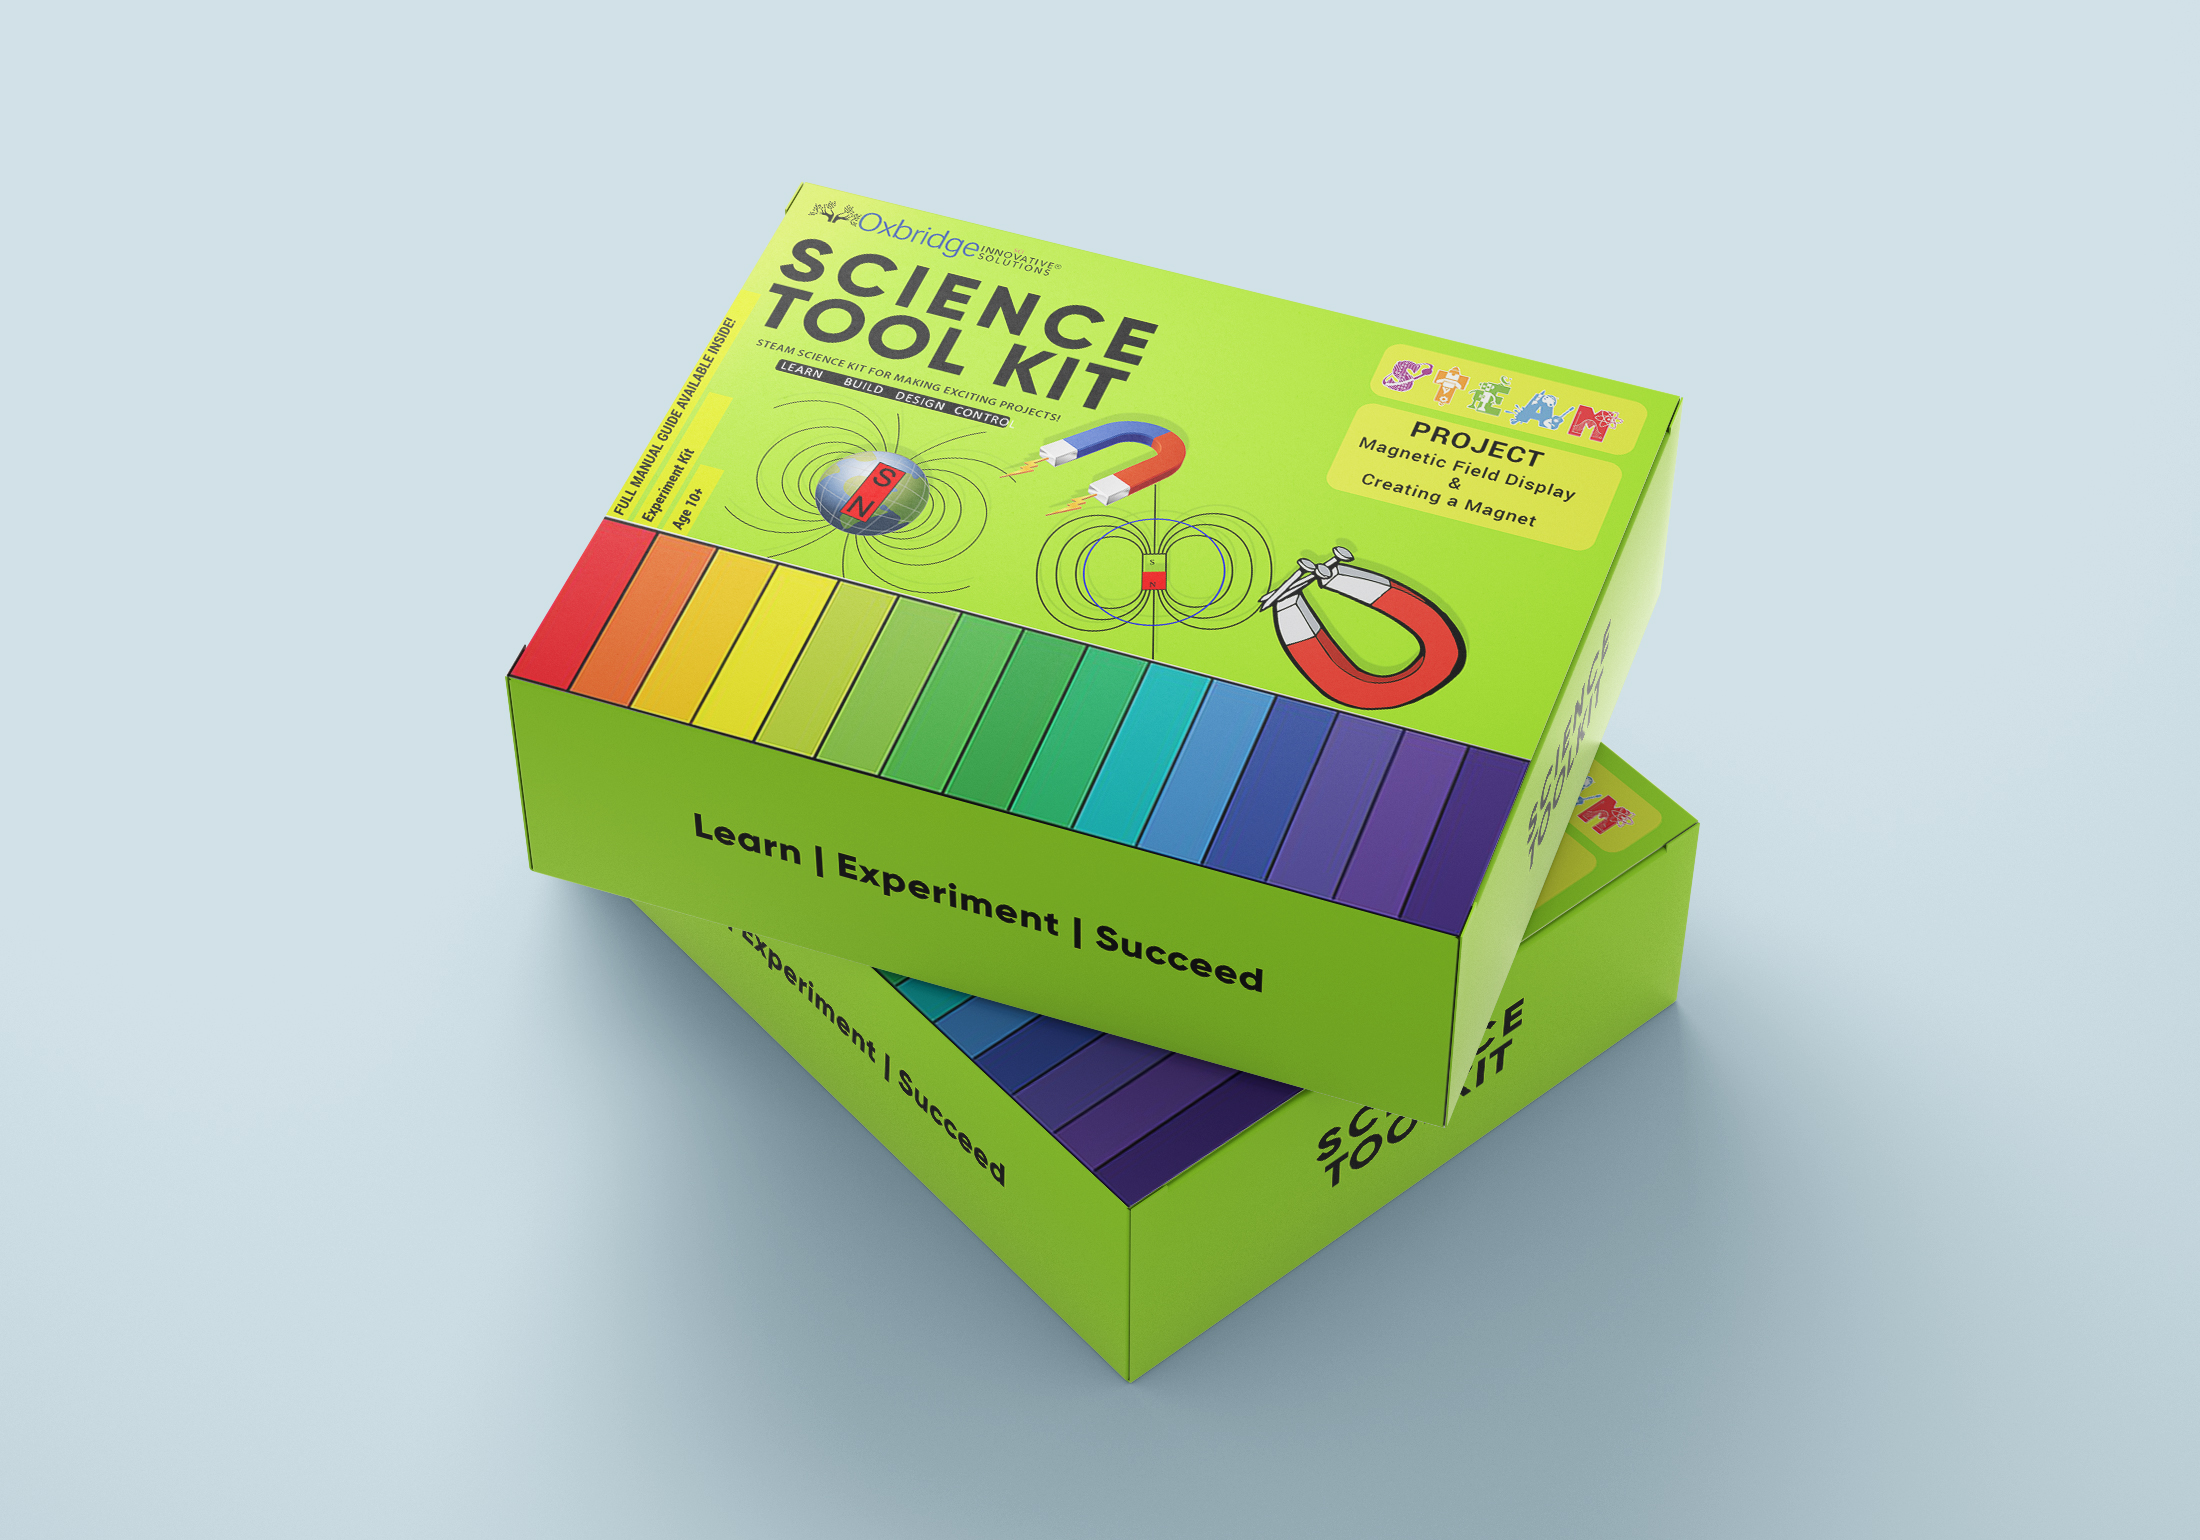 Oxbridge INNOVATIVE®
SOLUTIONS
SCIENCE
TOOL KIT
STEAM SCIENCE KIT FOR MAKING EXCITING PROJECTS!
LEARN BUILD DESIGN CONTROL
FULL MANUAL GUIDE AVAILABLE INSIDE!
Experiment Kit
Age 10+
S
N
S
N
STEAM
PROJECT
Magnetic Field Display
&
Creating a Magnet
Learn | Experiment | Succeed
SCIENCE
TOOLKIT
M
| Experiment | Succeed
SC CE
TOO KIT